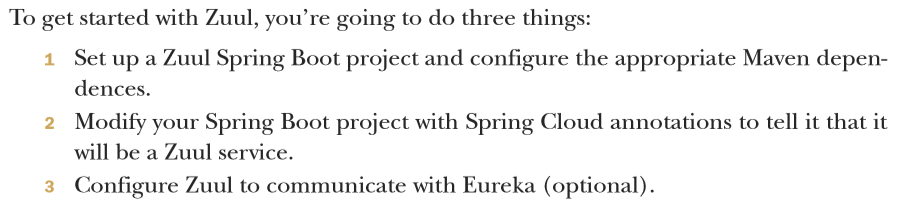 To get started with Zuul, you’re going to do three things:
1 Set up a Zuul Spring Boot project and configure the appropriate Maven depen-
dences.
2 Modify your Spring Boot project with Spring Cloud annotations to tell it that it
will be a Zuul service.
3 Configure Zuul to communicate with Eureka (optional).